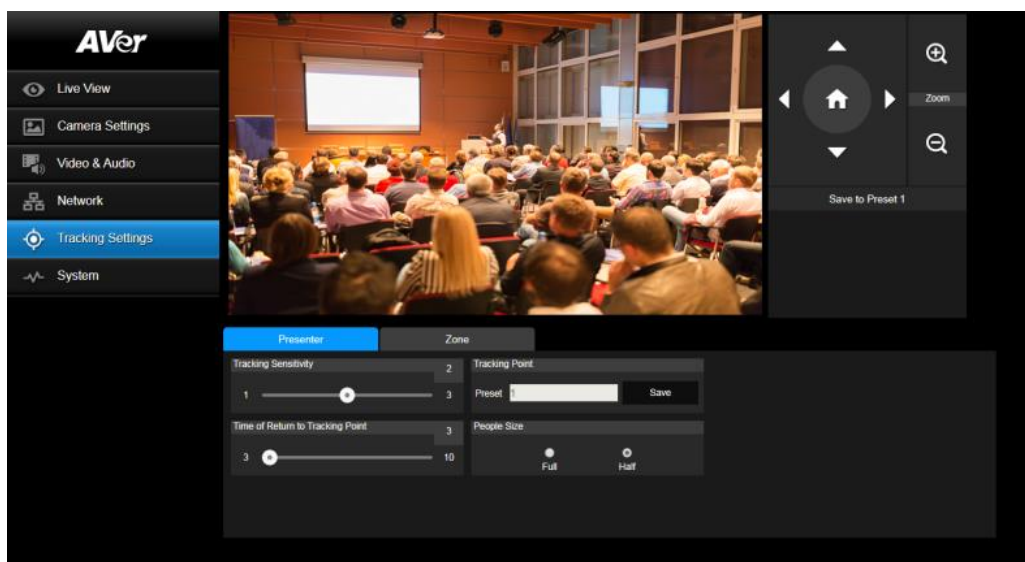 AVer
Live View
Camera Settings
Video & Audio
Network
Tracking Settings
System
Zoom
Save to Preset 1
Presenter
Zone
Tracking Sensitivity
2
1
3
Tracking Point
Preset
1
Save
Time of Return to Tracking Point
3
3
10
People Size
Full
Half